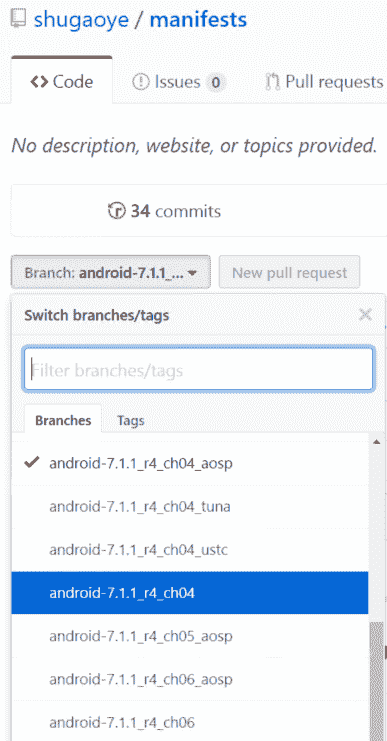 shugaoye / manifests
Code Issues 0 Pull requests
No description, website, or topics provided.
34 commits
Branch: android-7.1.1_... New pull request
Switch branches/tags
Filter branches/tags
Branches Tags
android-7.1.1_r4_ch04_aosp
android-7.1.1_r4_ch04_tuna
android-7.1.1_r4_ch04_ustc
android-7.1.1_r4_ch04
android-7.1.1_r4_ch05_aosp
android-7.1.1_r4_ch06_aosp
android-7.1.1_r4_ch06